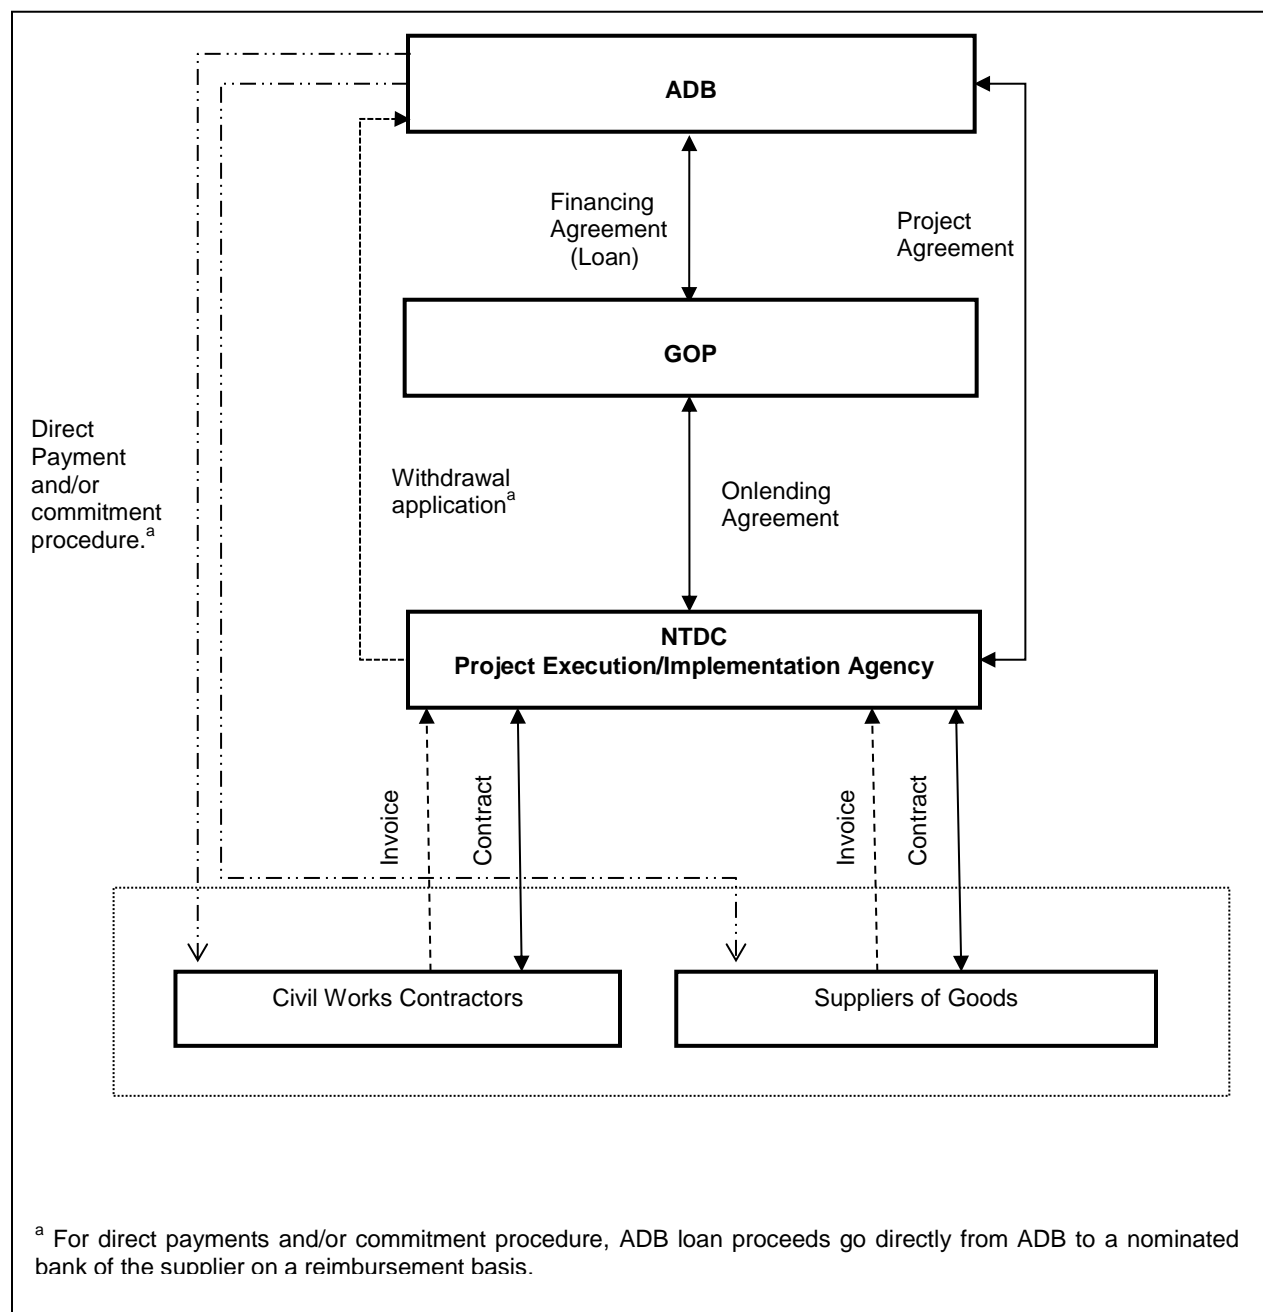 ADB
Financing
Agreement
(Loan)
Project
Agreement
GOP
Direct
Payment
and/or
commitment
procedure.ᵃ
Withdrawal
applicationᵃ
Onlending
Agreement
NTDC
Project Execution/Implementation Agency
Invoice
Contract
Invoice
Contract
Civil Works Contractors
Suppliers of Goods
ᵃ For direct payments and/or commitment procedure, ADB loan proceeds go directly from ADB to a nominated
bank of the supplier on a reimbursement basis.